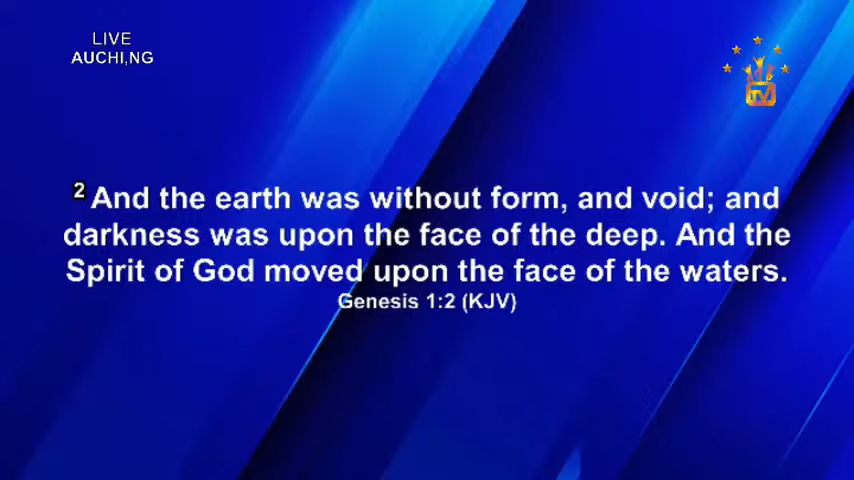 LIVE
AUCHI,NG
TV
2 And the earth was without form, and void; and
darkness was upon the face of the deep. And the
Spirit of God moved upon the face of the waters.
Genesis 1:2 (KJV)